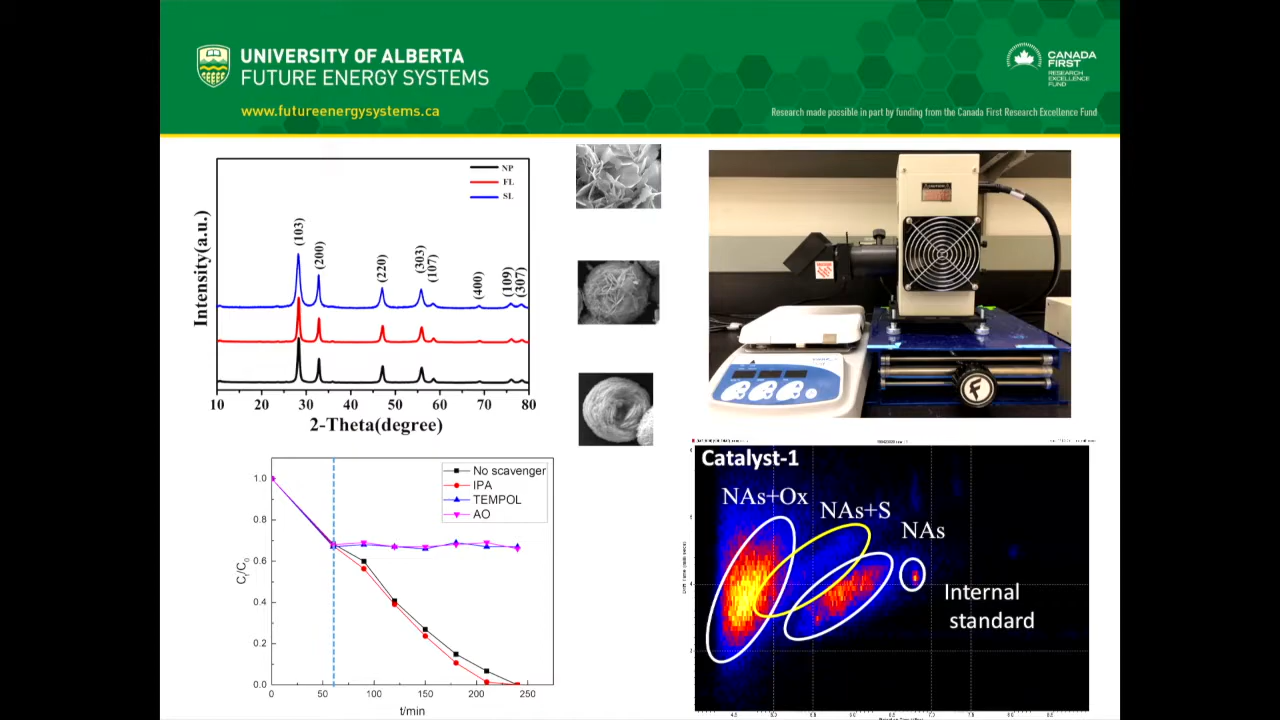 UNIVERSITY OF ALBERTA
FUTURE ENERGY SYSTEMS
www.futureenergysystems.ca
CANADA
FIRST
RESEARCH
EXCELLENCE
FUND
Research made possible in part by funding from the Canada First Research Excellence Fund
NP
FL
SL
Intensity(a.u.)
(103)
(200)
(220)
(303)
(107)
(400)
(109)
(307)
10 20 30 40 50 60 70 80
2-Theta(degree)
No scavenger
IPA
TEMPOL
AO
Ct/C0
1.0
0.8
0.6
0.4
0.2
0.0
0 50 100 150 200 250
t/min
Catalyst-1
NAs+Ox
NAs+S
NAs
Internal
standard